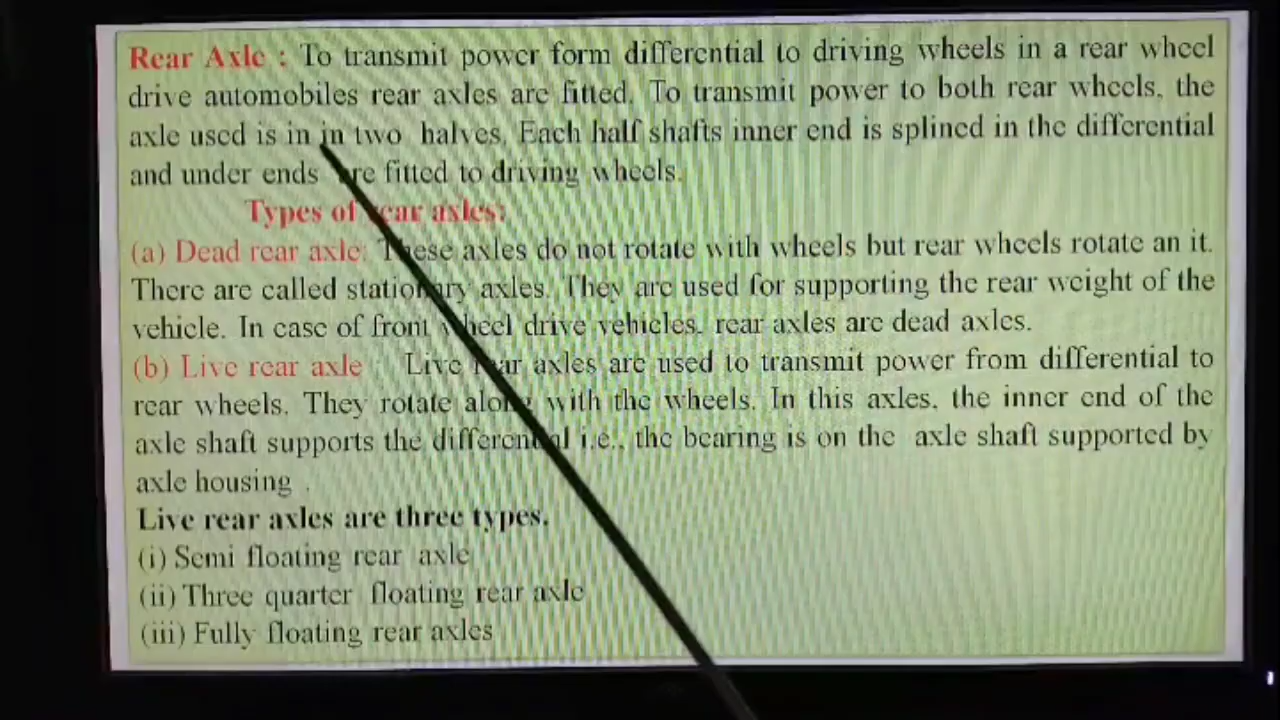 Rear Axle : To transmit power form differential to driving wheels in a rear wheel
drive automobiles rear axles are fitted. To transmit power to both rear wheels, the
axle used is in in two halves. Each half shafts inner end is splined in the differential
and under ends are fitted to driving wheels.
Types of rear axles:
(a) Dead rear axle: These axles do not rotate with wheels but rear wheels rotate an it.
There are called stationary axles. They are used for supporting the rear weight of the
vehicle. In case of front wheel drive vehicles, rear axles are dead axles.
(b) Live rear axle Live rear axles are used to transmit power from differential to
rear wheels. They rotate along with the wheels. In this axles, the inner end of the
axle shaft supports the differential i.e., the bearing is on the axle shaft supported by
axle housing .
Live rear axles are three types.
(i) Semi floating rear axle
(ii) Three quarter floating rear axle
(iii) Fully floating rear axles